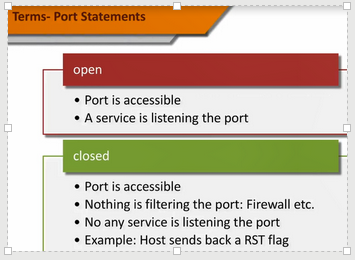 Terms- Port Statements
open
• Port is accessible
• A service is listening the port
closed
• Port is accessible
• Nothing is filtering the port: Firewall etc.
• No any service is listening the port
• Example: Host sends back a RST flag